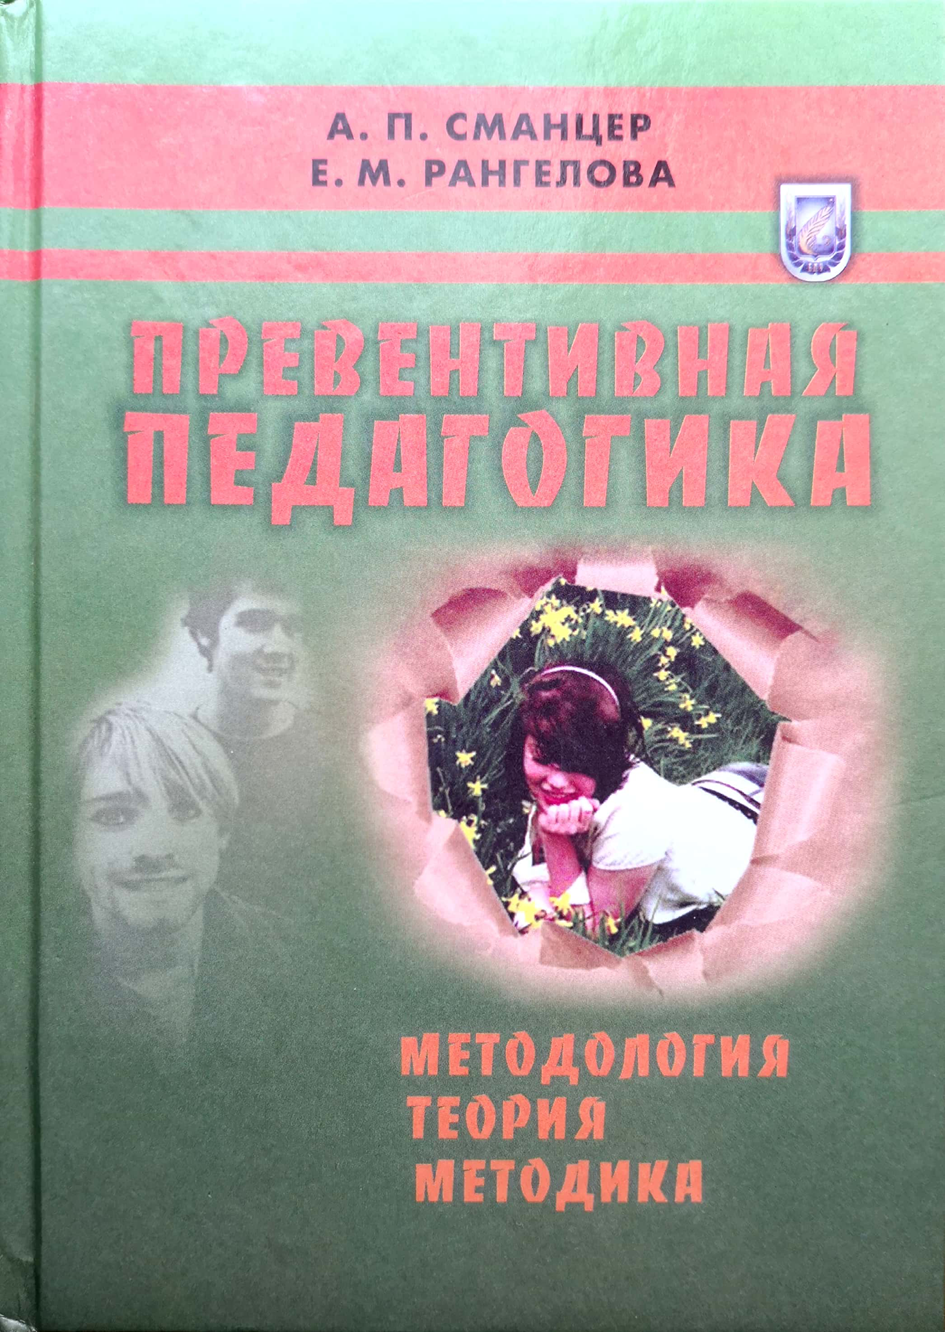 А. П. СМАНЦЕР
Е. М. РАНГЕЛОВА
ПРЕВЕНТИВНАЯ
ПЕДАГОГИКА
МЕТОДОЛОГИЯ
ТЕОРИЯ
МЕТОДИКА